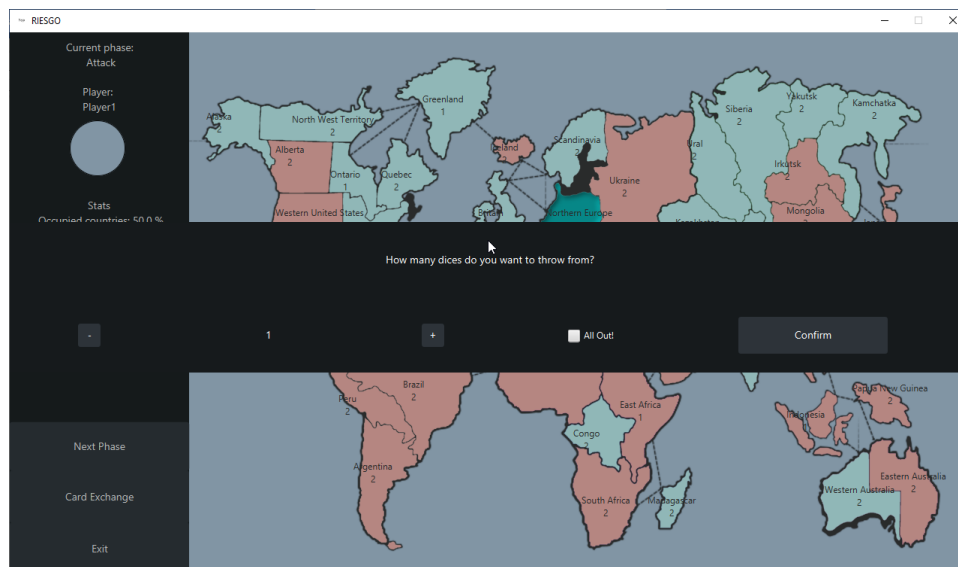 RIESGO
Current phase:
Attack
Player:
Player1
Stats
Occupied countries: 50.0 %
Next Phase
Card Exchange
Exit
Alaska
2
North West Territory
2
Greenland
1
Alberta
2
Ontario
1
Quebec
2
Western United States
Iceland
Scandinavia
2
Ukraine
2
Northern Europe
Ural
2
Siberia
2
Yakutsk
2
Kamchatka
2
Irkutsk
2
Mongolia
How many dices do you want to throw from?
-
1
+
All Out!
Confirm
Brazil
2
Peru
2
Argentina
2
East Africa
1
Congo
2
South Africa
2
Madagascar
2
Papua New Guinea
2
Indonesia
Western Australia
2
Eastern Australia
2